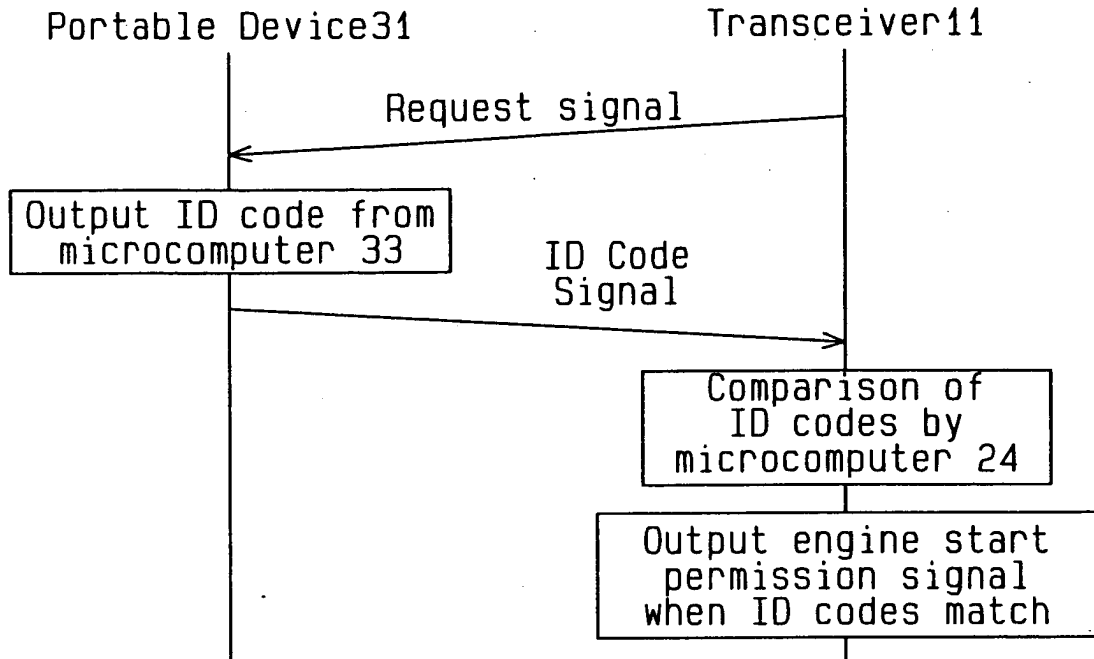 Portable Device31
Transceiver11
Request signal
Output ID code from
microcomputer 33
ID Code
Signal
Comparison of
ID codes by
microcomputer 24
Output engine start
permission signal
when ID codes match